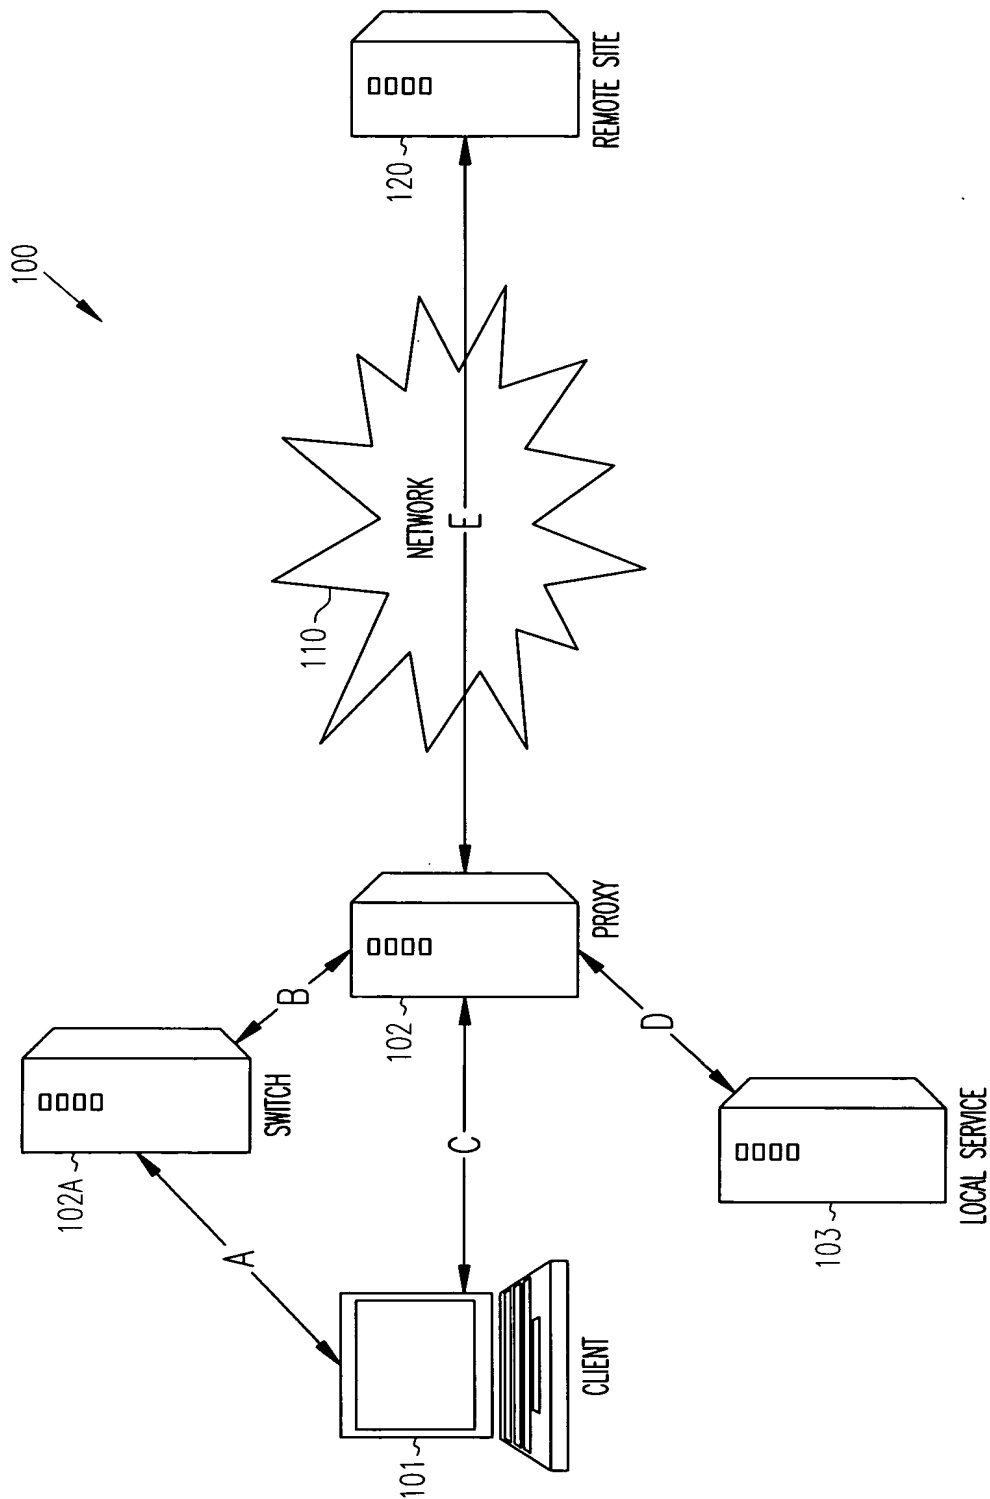 100
102A
SWITCH
A
B
101
CLIENT
C
102
PROXY
110
NETWORK
E
120
REMOTE SITE
D
103
LOCAL SERVICE